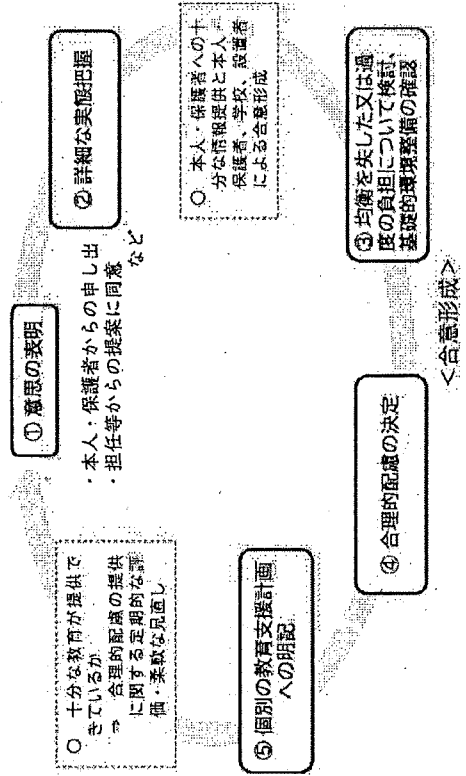 ① 意思の表明
・本人・保護者からの申し出
・担任等からの提案に同意
など
② 詳細な実態把握
○ 本人・保護者への十
分な情報提供と本人
保護者、学校、設置者
による合意形成
③ 均衡を失した又は過
度の負担について検討、
基礎的環境整備の確認
<合意形成>
④ 合理的配慮の決定
⑤ 個別の教育支援計画
への明記
○ 十分な教育が提供で
きているか
⇒ 合理的配慮の提供
に関する定期的な評
価・柔軟な見直し